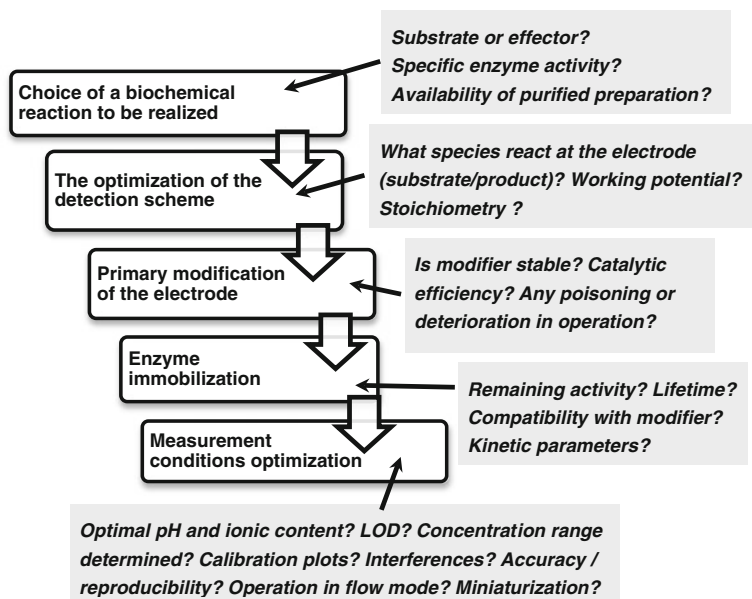 Substrate or effector?
Specific enzyme activity?
Availability of purified preparation?
Choice of a biochemical
reaction to be realized
What species react at the electrode
(substrate/product)? Working potential?
Stoichiometry ?
The optimization of the
detection scheme
Is modifier stable? Catalytic
efficiency? Any poisoning or
deterioration in operation?
Primary modification
of the electrode
Enzyme
immobilization
Remaining activity? Lifetime?
Compatibility with modifier?
Kinetic parameters?
Measurement
conditions optimization
Optimal pH and ionic content? LOD? Concentration range
determined? Calibration plots? Interferences? Accuracy /
reproducibility? Operation in flow mode? Miniaturization?